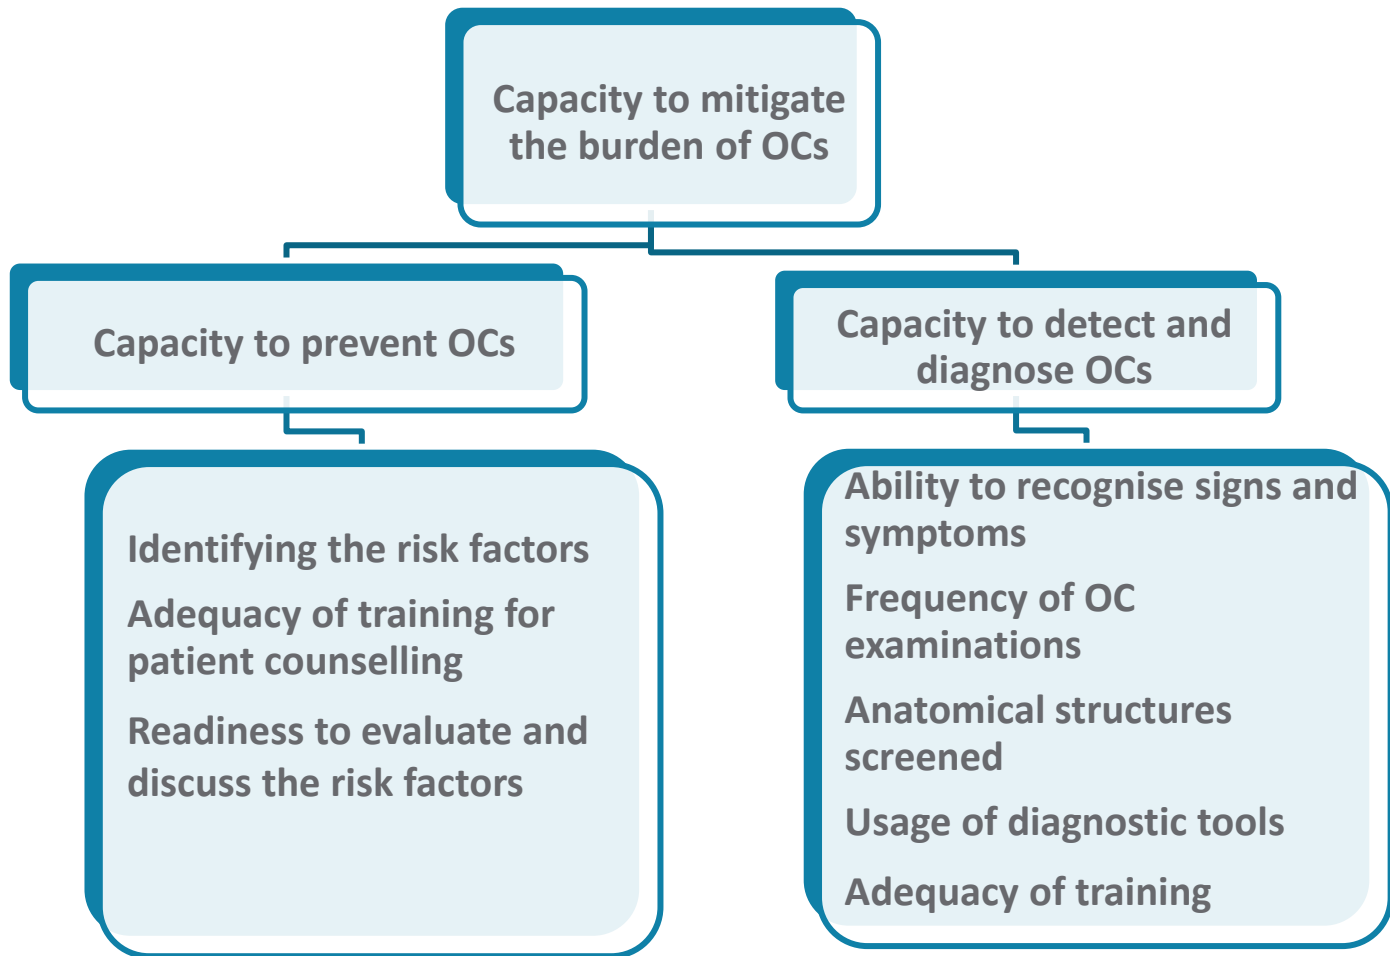 Capacity to mitigate
the burden of OCs
Capacity to prevent OCs
Capacity to detect and
diagnose OCs
Identifying the risk factors
Adequacy of training for
patient counselling
Readiness to evaluate and
discuss the risk factors
Ability to recognise signs and
symptoms
Frequency of OC
examinations
Anatomical structures
screened
Usage of diagnostic tools
Adequacy of training